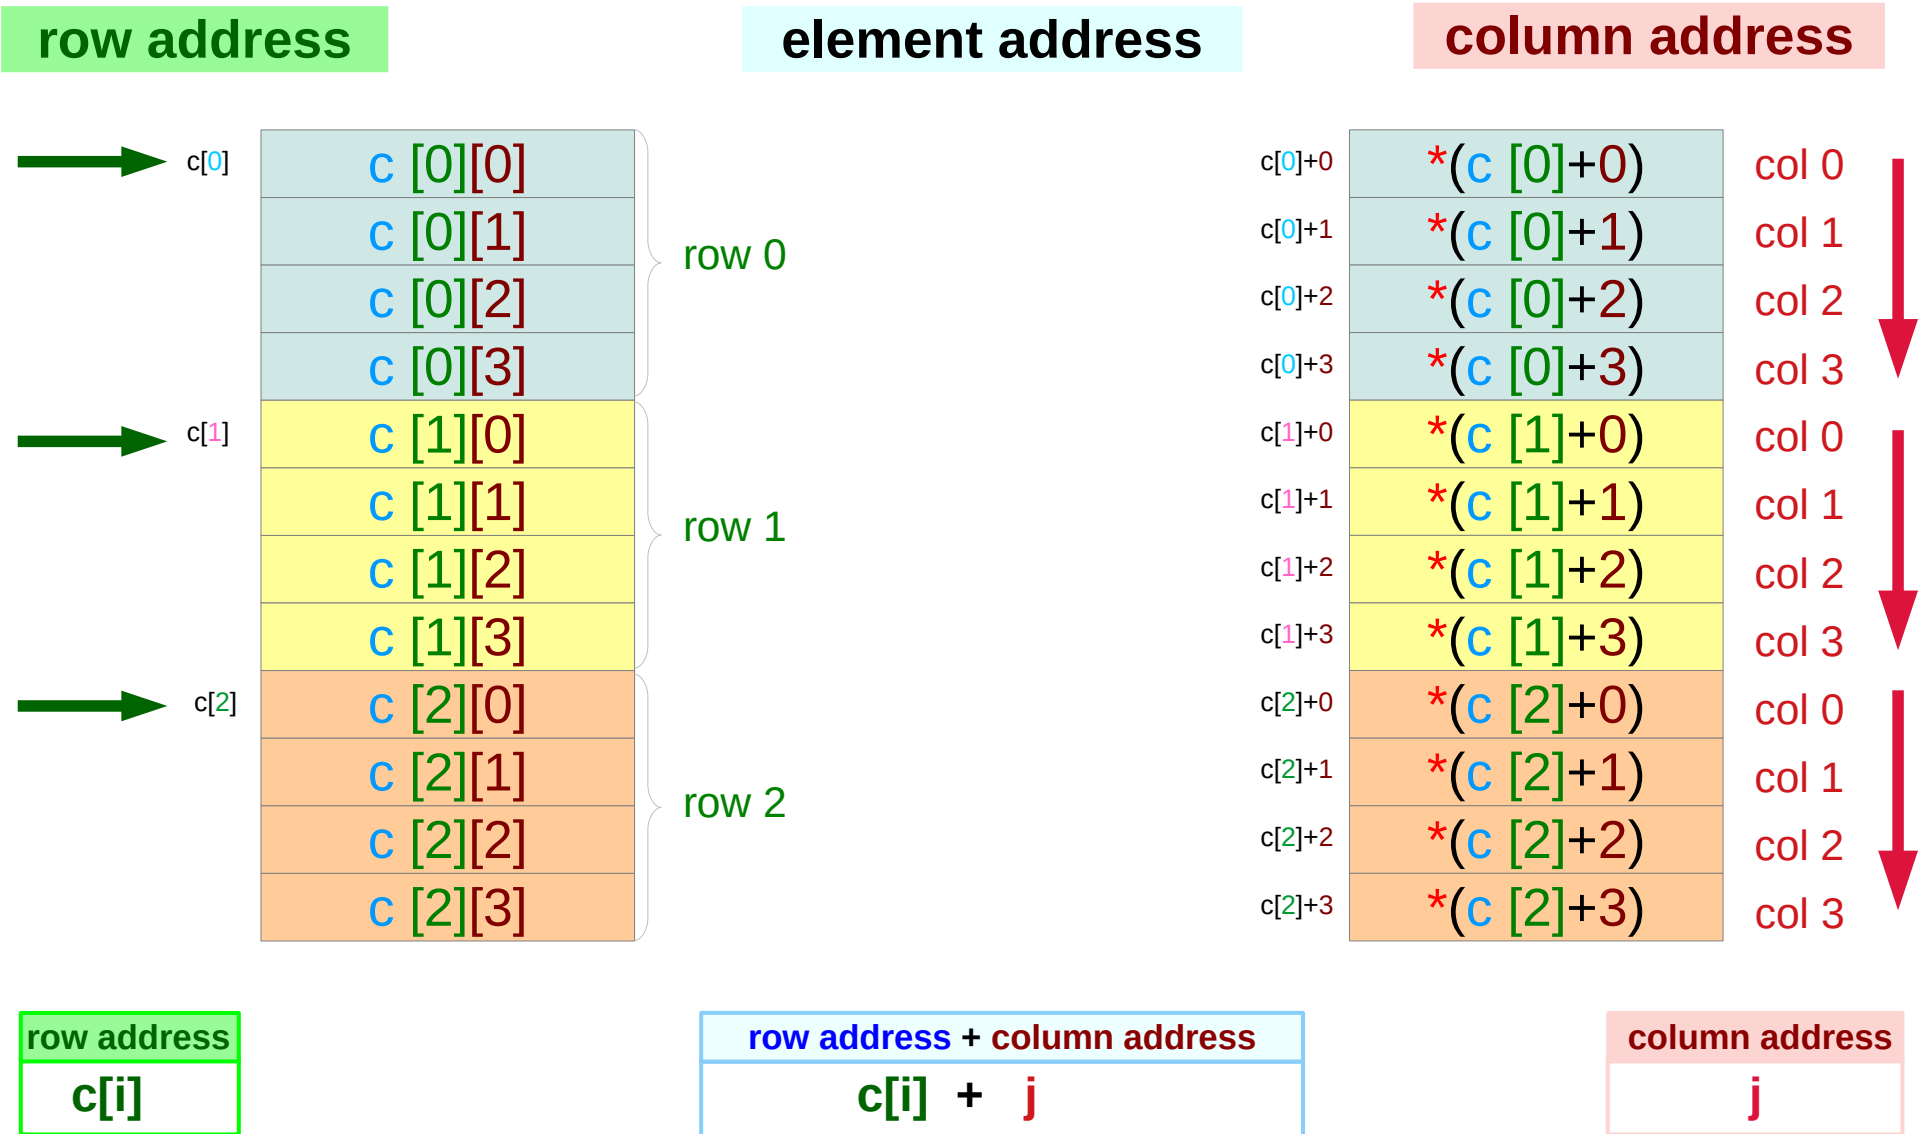 row address element address column address
c[0] c [0][0] c[0]+0 *(c [0]+0) col 0
c [0][1] c[0]+1 *(c [0]+1) col 1
row 0
c [0][2] c[0]+2 *(c [0]+2) col 2
c [0][3] c[0]+3 *(c [0]+3) col 3
c[1] c [1][0] c[1]+0 *(c [1]+0) col 0
c [1][1] c[1]+1 *(c [1]+1) col 1
row 1
c [1][2] c[1]+2 *(c [1]+2) col 2
c [1][3] c[1]+3 *(c [1]+3) col 3
c[2] c [2][0] c[2]+0 *(c [2]+0) col 0
c [2][1] c[2]+1 *(c [2]+1) col 1
row 2
c [2][2] c[2]+2 *(c [2]+2) col 2
c [2][3] c[2]+3 *(c [2]+3) col 3
row address row address + column address column address
c[i] c[i] + j j